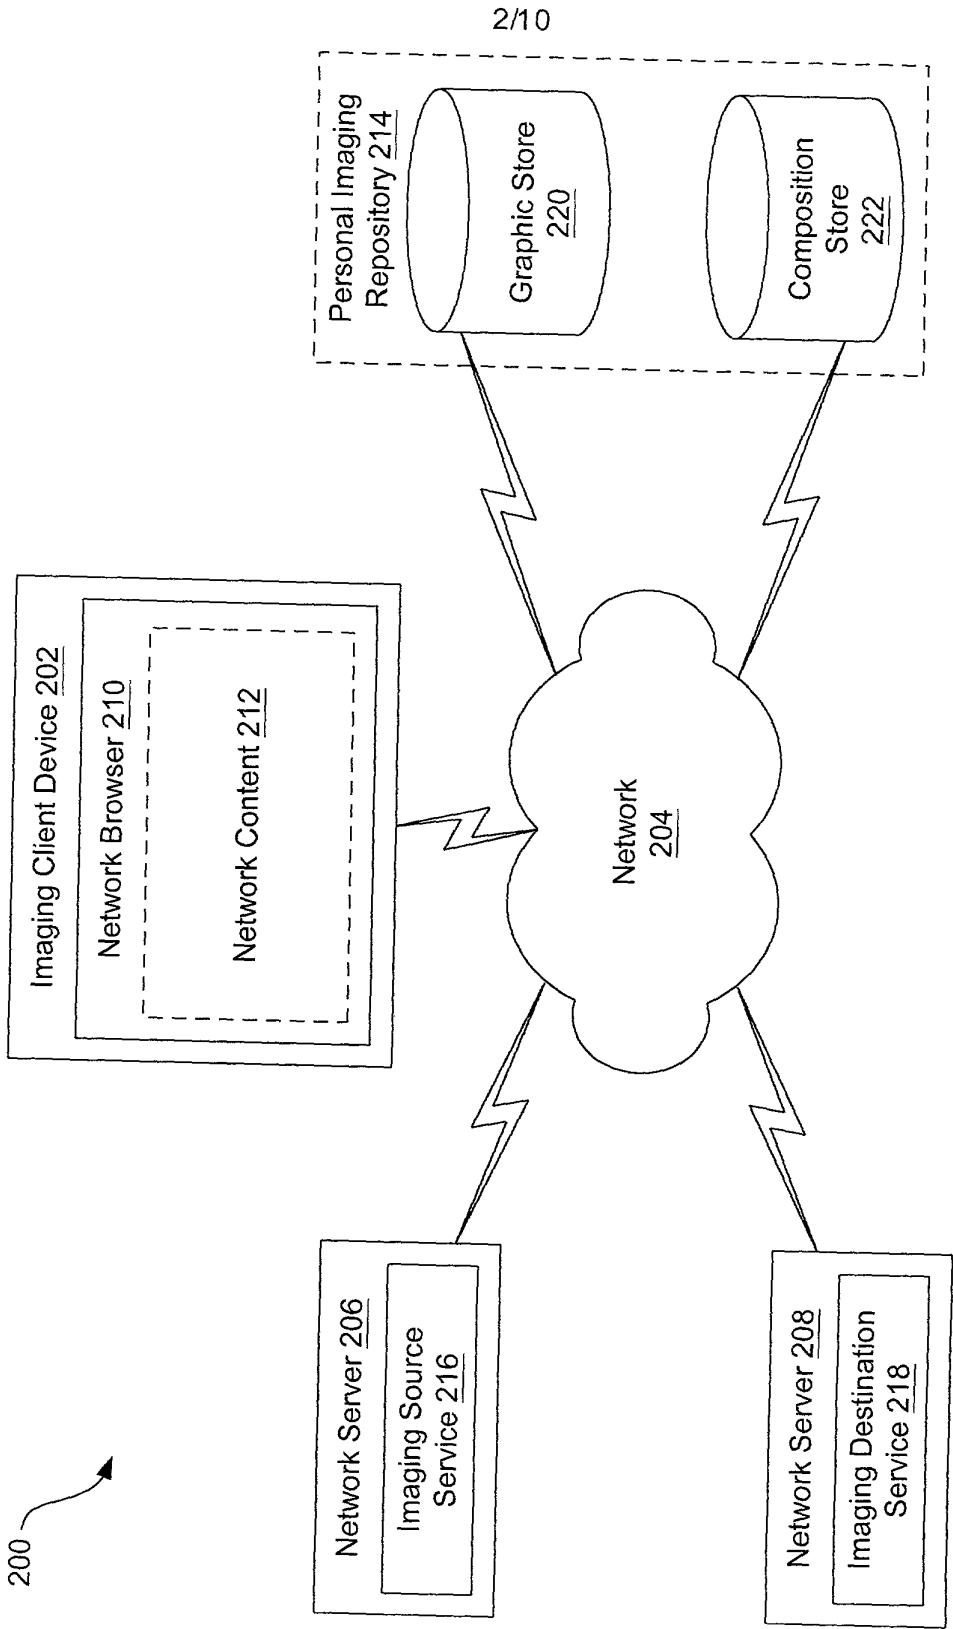 2/10
200
Imaging Client Device 202
Network Browser 210
Network Content 212
Personal Imaging
Repository 214
Graphic Store
220
Composition
Store
222
Network
204
Network Server 206
Imaging Source
Service 216
Network Server 208
Imaging Destination
Service 218